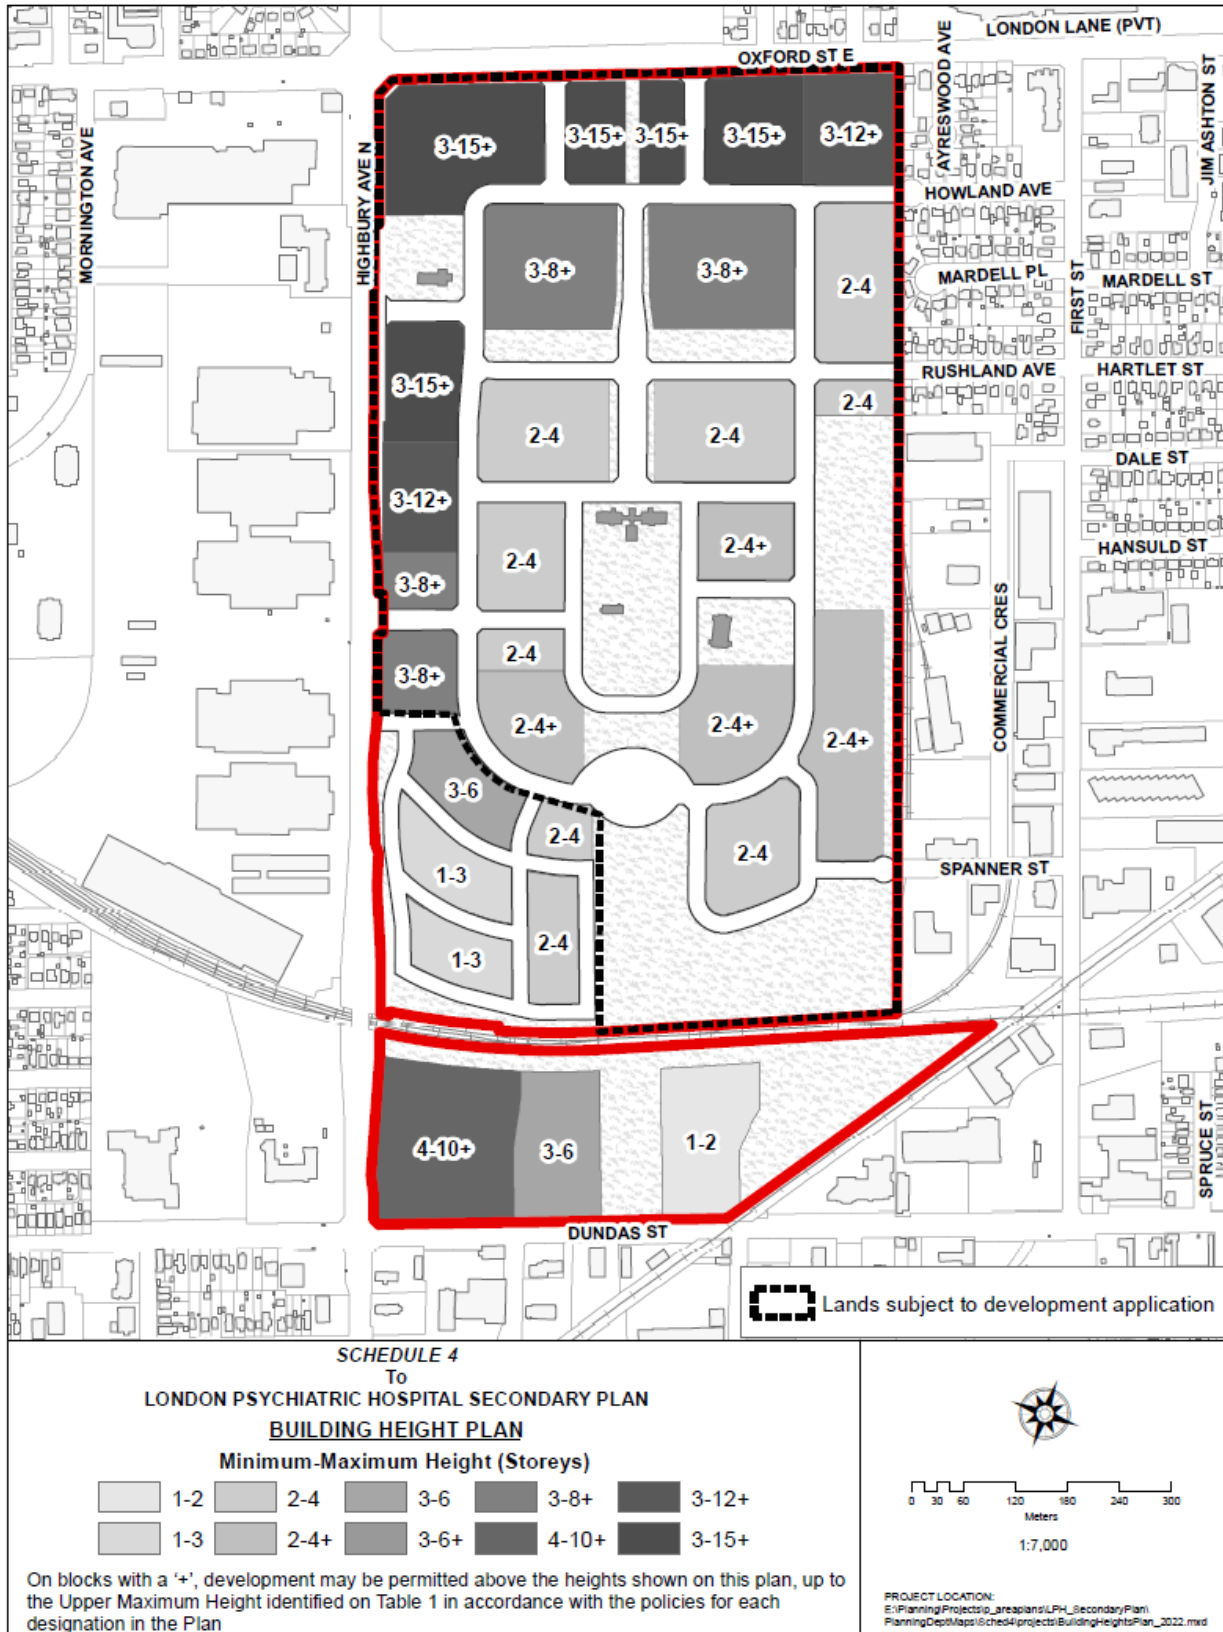 LONDON LANE (PVT)
OXFORD ST E
AYRESWOOD AVE
JIM ASHTON ST
MORNINGTON AVE
HIGHBURY AVE N
3-15+
3-15+
3-15+
3-15+
3-12+
HOWLAND AVE
3-8+
3-8+
2-4
MARDELL PL
FIRST ST
MARDELL ST
3-15+
RUSHLAND AVE
HARTLET ST
2-4
2-4
2-4
DALE ST
3-12+
2-4
2-4+
HANSULD ST
3-8+
COMMERCIAL CRES
2-4
3-8+
2-4+
2-4+
2-4+
3-6
2-4
2-4
1-3
SPANNER ST
2-4
1-3
4-10+
3-6
1-2
SPRUCE ST
DUNDAS ST
Lands subject to development application
SCHEDULE 4
To
LONDON PSYCHIATRIC HOSPITAL SECONDARY PLAN
BUILDING HEIGHT PLAN
Minimum-Maximum Height (Storeys)
1-2 2-4 3-6 3-8+ 3-12+
1-3 2-4+ 3-6+ 4-10+ 3-15+
On blocks with a '+', development may be permitted above the heights shown on this plan, up to
the Upper Maximum Height identified on Table 1 in accordance with the policies for each
designation in the Plan
0 30 60 120 180 240 300
Meters
1:7,000
PROJECT LOCATION:
E:\Planning\Projects\p_areaplans\LPH_SecondaryPlan\
PlanningDeptMaps\Sched4\projects\BuildingHeightsPlan_2022.mxd